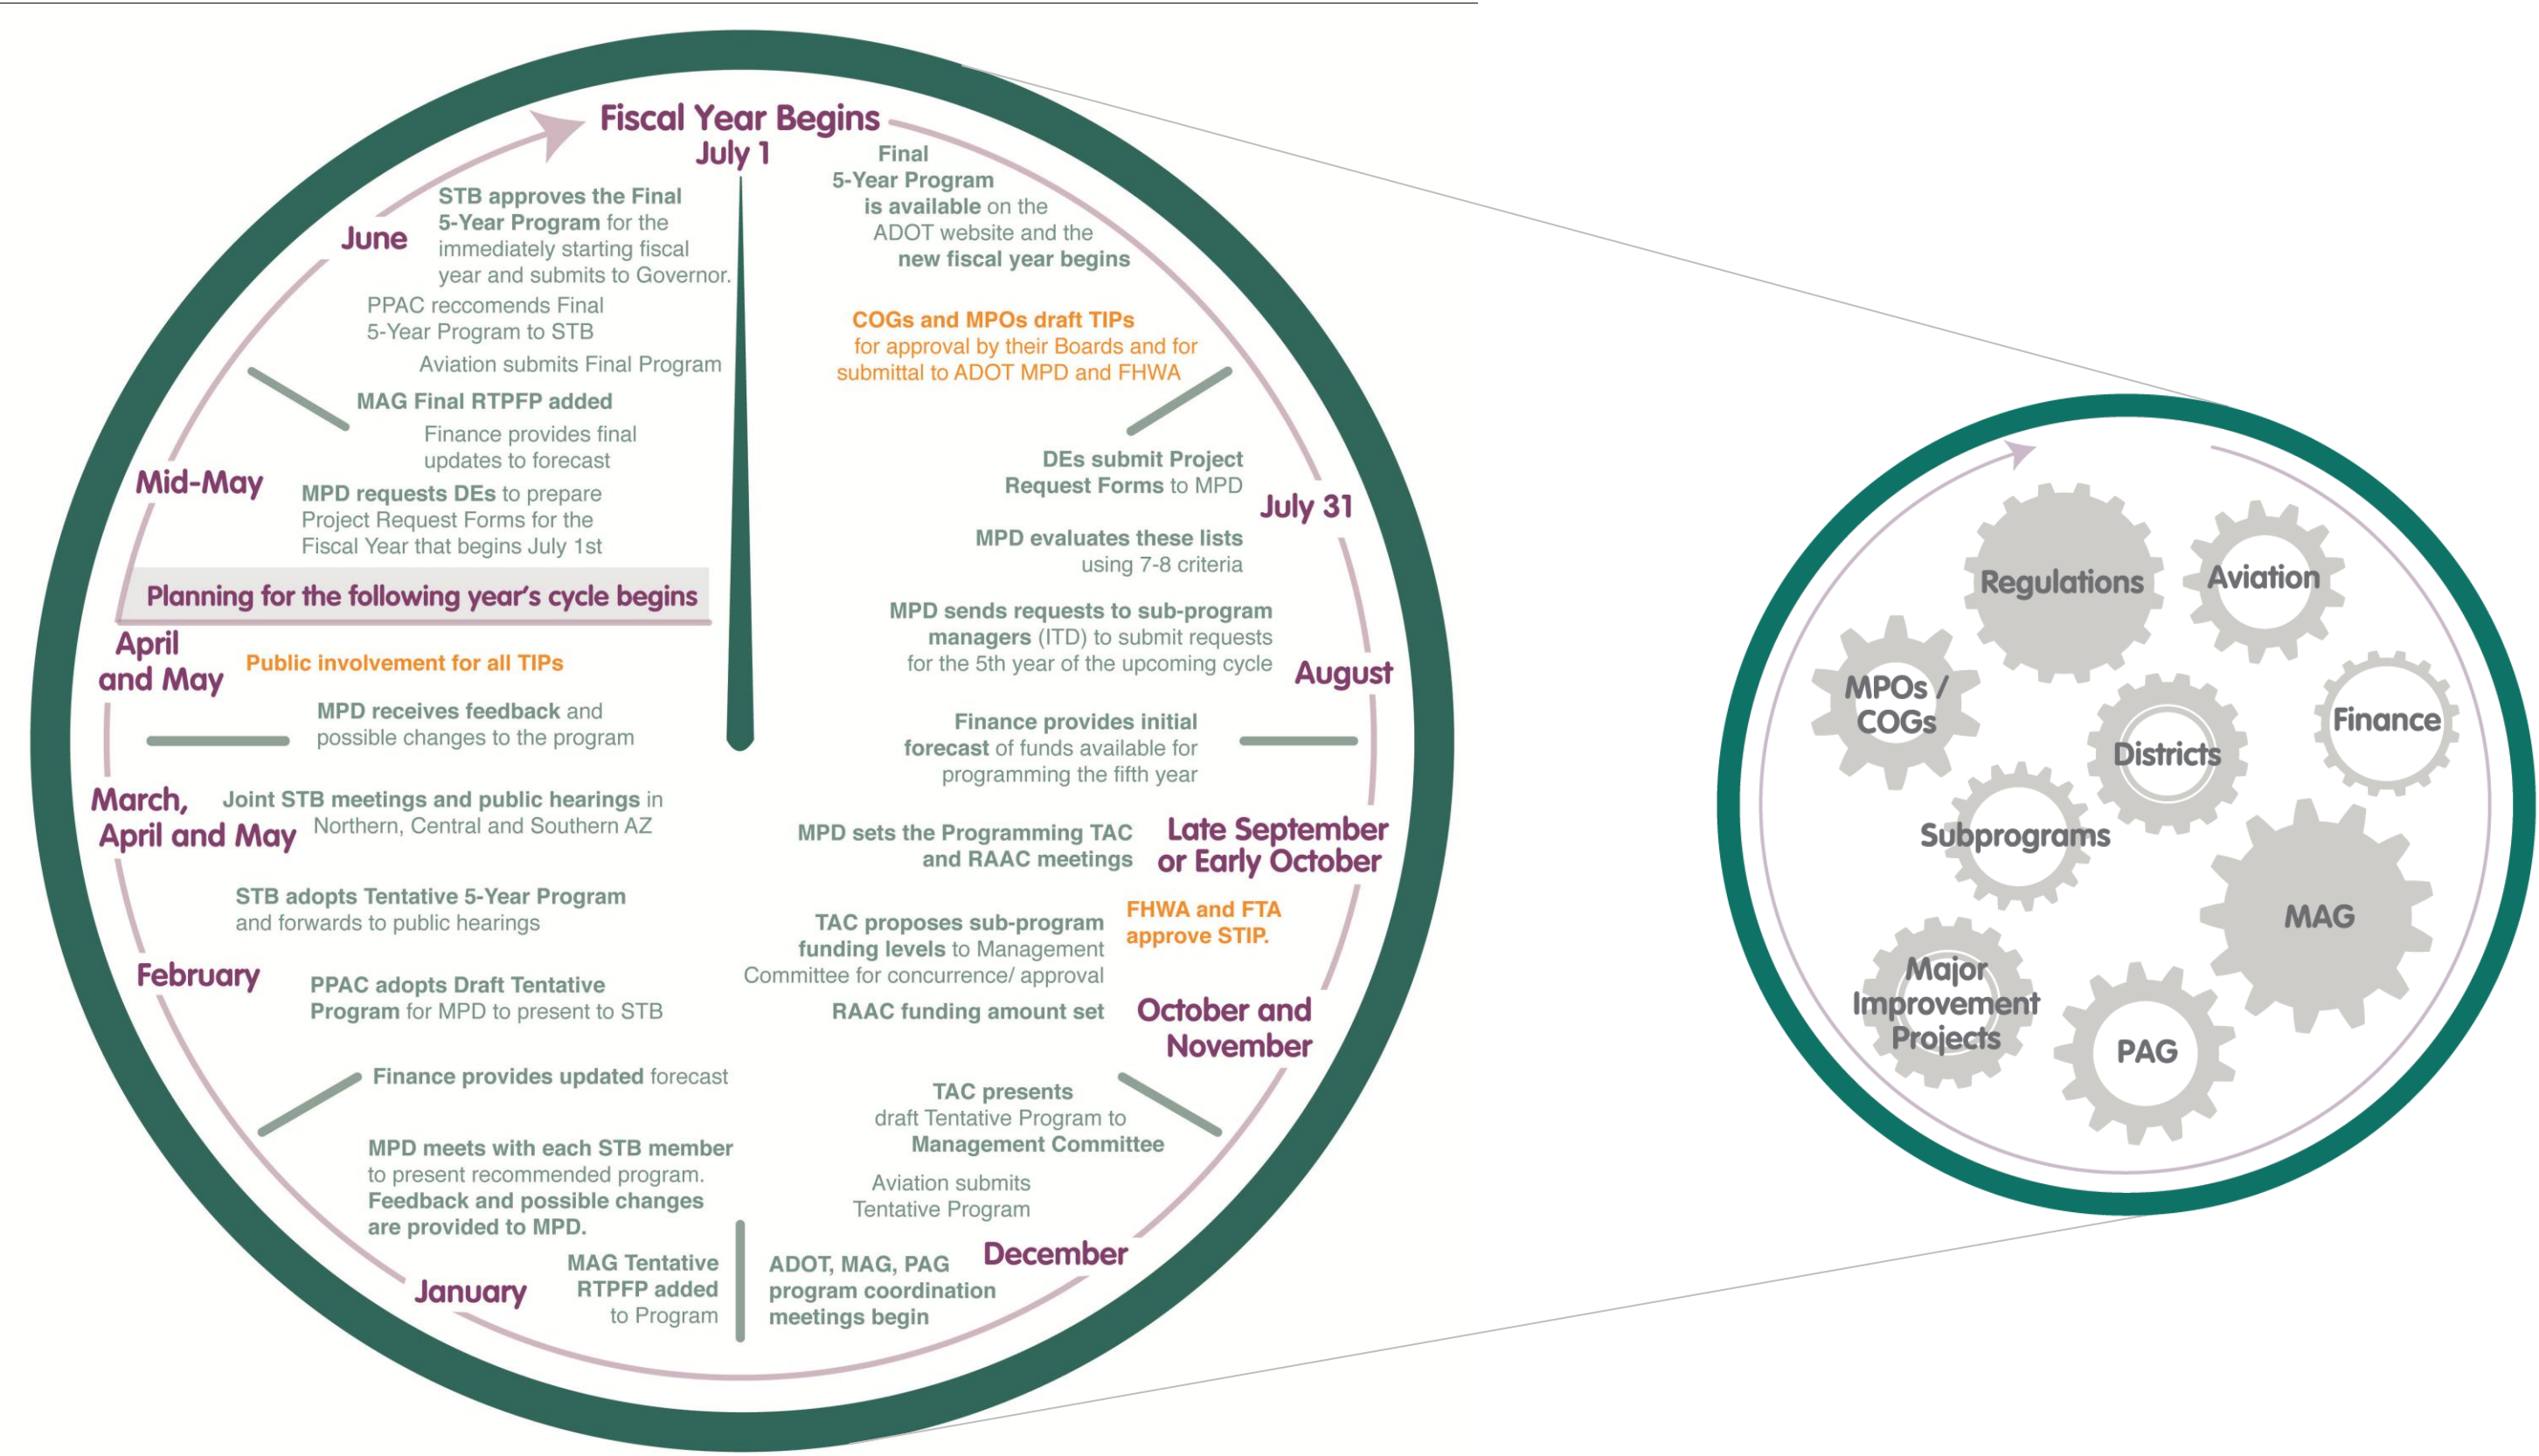 Fiscal Year Begins
July 1
Final
5-Year Program
is available on the
ADOT website and the
new fiscal year begins
COGs and MPOs draft TIPs
for approval by their Boards and for
submittal to ADOT MPD and FHWA
DEs submit Project
Request Forms to MPD
July 31
MPD evaluates these lists
using 7-8 criteria
MPD sends requests to sub-program
managers (ITD) to submit requests
for the 5th year of the upcoming cycle
August
Finance provides initial
forecast of funds available for
programming the fifth year
MPD sets the Programming TAC
and RAAC meetings
Late September
or Early October
TAC proposes sub-program
funding levels to Management
Committee for concurrence/ approval
FHWA and FTA
approve STIP.
RAAC funding amount set
October and
November
TAC presents
draft Tentative Program to
Management Committee
Aviation submits
Tentative Program
December
ADOT, MAG, PAG
program coordination
meetings begin
MAG Tentative
RTPFP added
to Program
January
MPD meets with each STB member
to present recommended program.
Feedback and possible changes
are provided to MPD.
Finance provides updated forecast
PPAC adopts Draft Tentative
Program for MPD to present to STB
February
STB adopts Tentative 5-Year Program
and forwards to public hearings
March,
April and May
Joint STB meetings and public hearings in
Northern, Central and Southern AZ
MPD receives feedback and
possible changes to the program
April
and May
Public involvement for all TIPs
Planning for the following year's cycle begins
MPD requests DEs to prepare
Project Request Forms for the
Fiscal Year that begins July 1st
Mid-May
Finance provides final
updates to forecast
MAG Final RTPFP added
Aviation submits Final Program
PPAC reccomends Final
5-Year Program to STB
June
STB approves the Final
5-Year Program for the
immediately starting fiscal
year and submits to Governor.
Regulations
Aviation
MPOs /
COGs
Finance
Districts
Subprograms
MAG
Major
Improvement
Projects
PAG